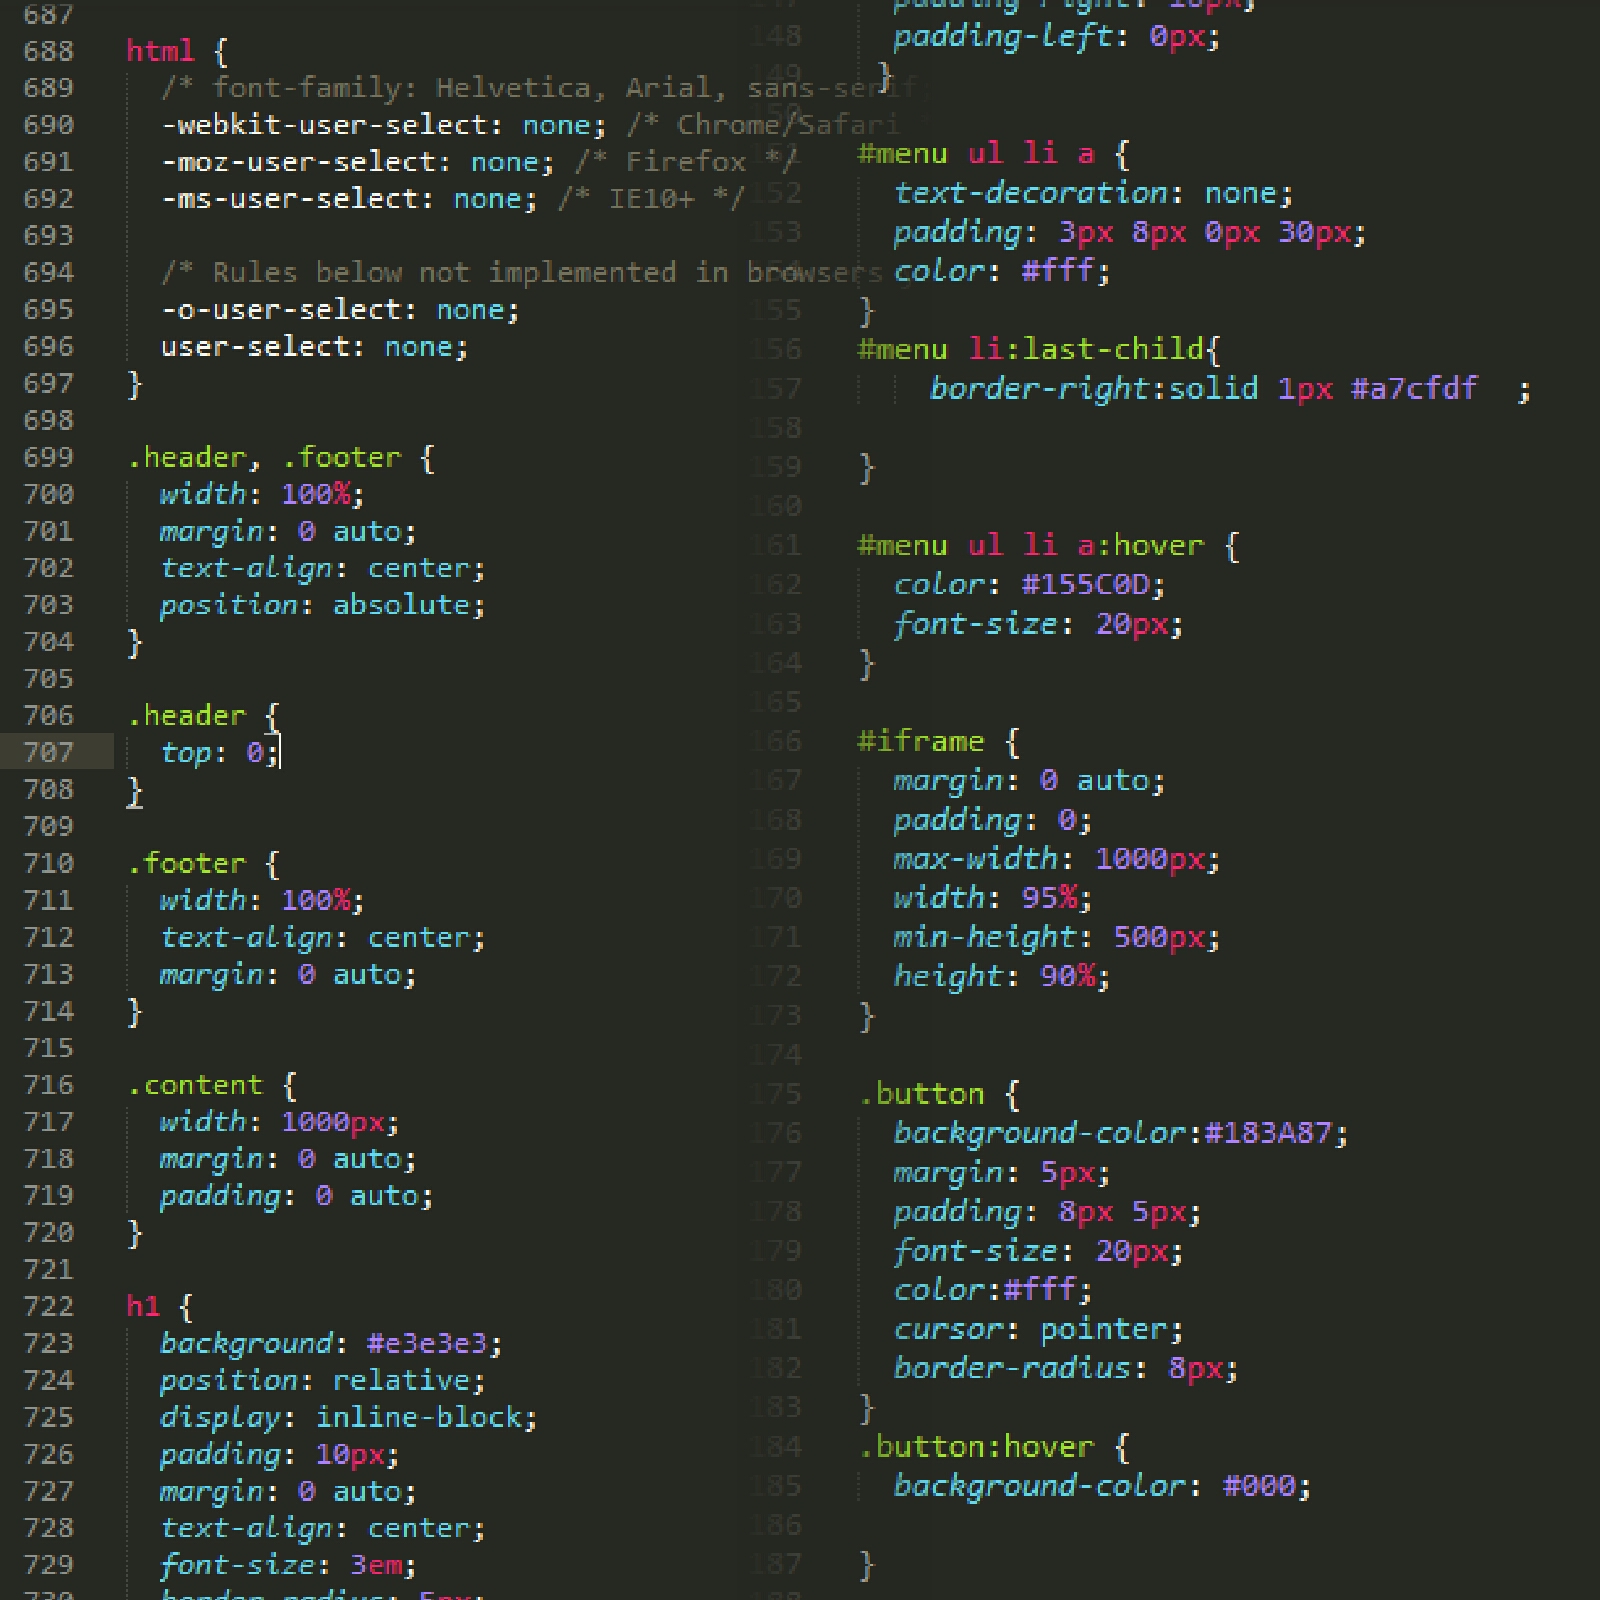 687
688 html {
689 /* font-family: Helvetica, Arial, sans-serif;
690 -webkit-user-select: none; /* Chrome/Safari
691 -moz-user-select: none; /* Firefox */
692 -ms-user-select: none; /* IE10+ */
693
694 /* Rules below not implemented in browsers
695 -o-user-select: none;
696 user-select: none;
697 }
698
699 .header, .footer {
700 width: 100%;
701 margin: 0 auto;
702 text-align: center;
703 position: absolute;
704 }
705
706 .header {
707 top: 0;
708 }
709
710 .footer {
711 width: 100%;
712 text-align: center;
713 margin: 0 auto;
714 }
715
716 .content {
717 width: 1000px;
718 margin: 0 auto;
719 padding: 0 auto;
720 }
721
722 h1 {
723 background: #e3e3e3;
724 position: relative;
725 display: inline-block;
726 padding: 10px;
727 margin: 0 auto;
728 text-align: center;
729 font-size: 3em;
730 border-radius: 5px;
147 padding-right: 10px;
148 padding-left: 0px;
149 }
150
151 #menu ul li a {
152 text-decoration: none;
153 padding: 3px 8px 0px 30px;
154 color: #fff;
155 }
156 #menu li:last-child{
157 border-right:solid 1px #a7cfdf ;
158
159 }
160
161 #menu ul li a:hover {
162 color: #155C0D;
163 font-size: 20px;
164 }
165
166 #iframe {
167 margin: 0 auto;
168 padding: 0;
169 max-width: 1000px;
170 width: 95%;
171 min-height: 500px;
172 height: 90%;
173 }
174
175 .button {
176 background-color:#183A87;
177 margin: 5px;
178 padding: 8px 5px;
179 font-size: 20px;
180 color:#fff;
181 cursor: pointer;
182 border-radius: 8px;
183 }
184 .button:hover {
185 background-color: #000;
186
187 }